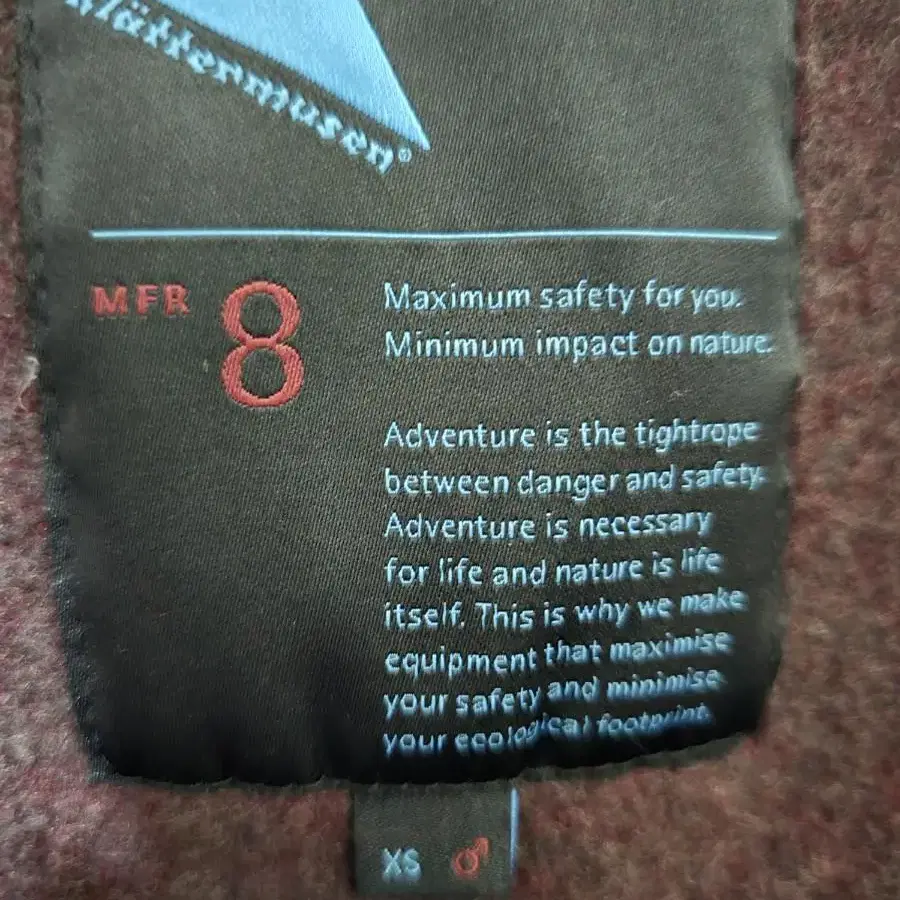 Klättermusen®
MFR 8
Maximum safety for you.
Minimum impact on nature.
Adventure is the tightrope
between danger and safety.
Adventure is necessary
for life and nature is life
itself. This is why we make
equipment that maximise
your safety and minimise
your ecological footprint.
XS ♂